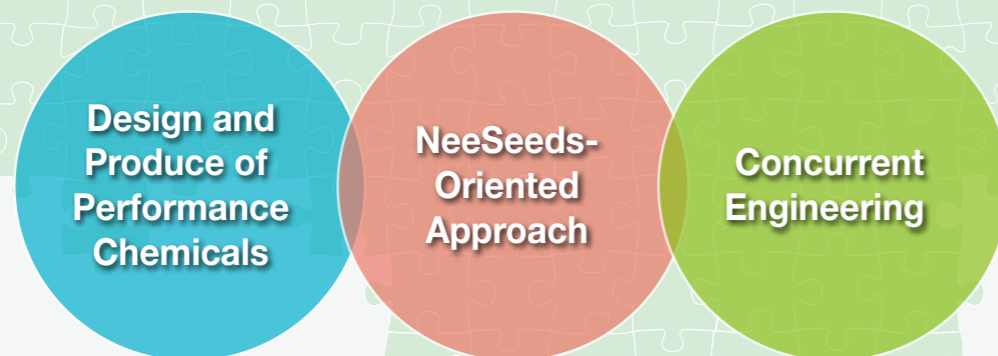 Design and
Produce of
Performance
Chemicals
NeeSeeds-
Oriented
Approach
Concurrent
Engineering